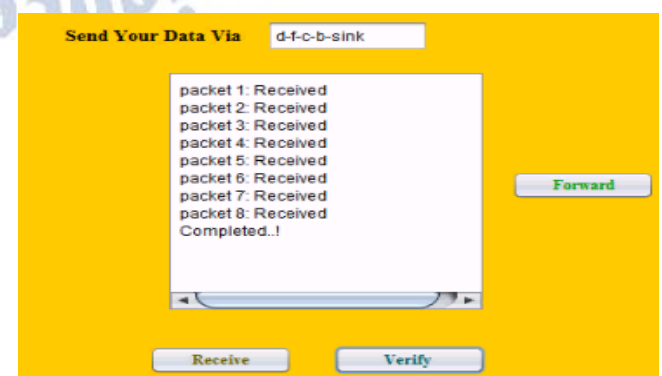 Send Your Data Via d-f-c-b-sink
packet 1: Received
packet 2: Received
packet 3: Received
packet 4: Received
packet 5: Received
packet 6: Received
packet 7: Received
packet 8: Received
Completed..!
Forward
Receive Verify